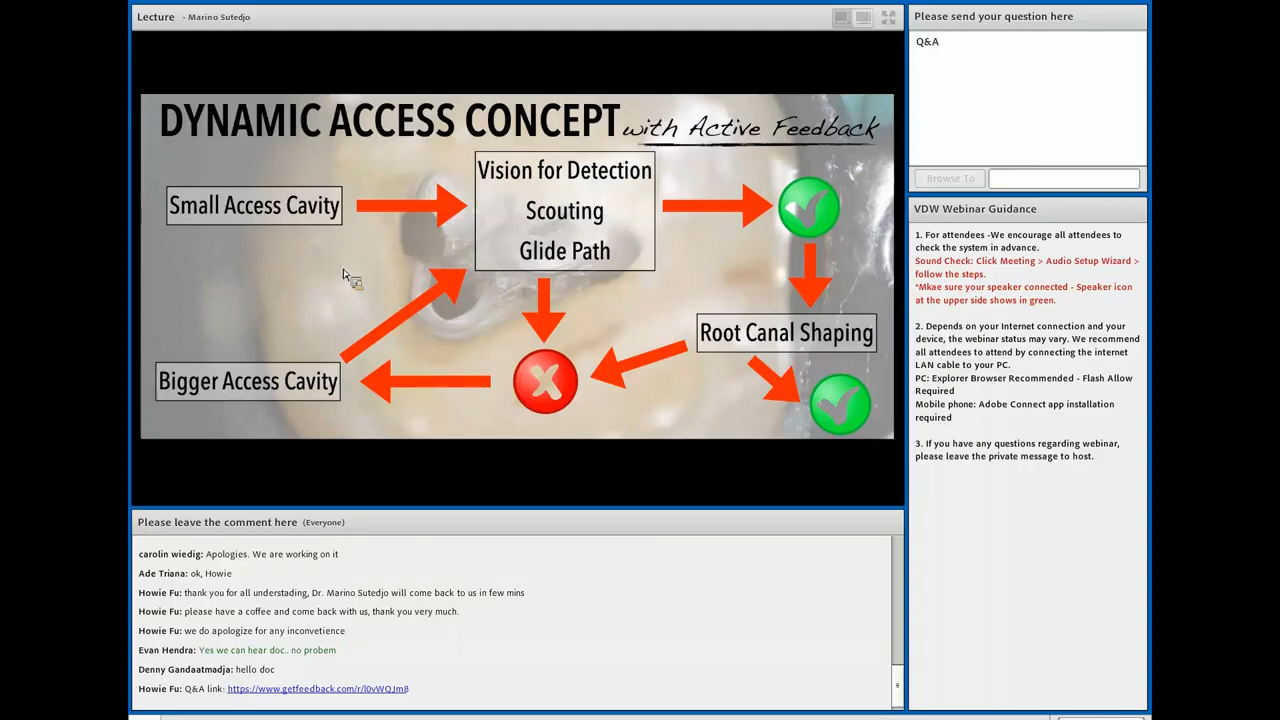 Lecture - Marino Sutedjo
DYNAMIC ACCESS CONCEPT with Active Feedback
Small Access Cavity
Vision for Detection
Scouting
Glide Path
Root Canal Shaping
Bigger Access Cavity
Please leave the comment here (Everyone)
carolin wiedig: Apologies. We are working on it
Ade Triana: ok, Howie
Howie Fu: thank you for all understading, Dr. Marino Sutedjo will come back to us in few mins
Howie Fu: please have a coffee and come back with us, thank you very much.
Howie Fu: we do apologize for any inconvetience
Evan Hendra: Yes we can hear doc.. no probem
Denny Gandaatmadja: hello doc
Howie Fu: Q&A link: https://www.getfeedback.com/r/l0vWQJm8
Please send your question here
Q&A
Browse To
VDW Webinar Guidance
1. For attendees -We encourage all attendees to
check the system in advance.
Sound Check: Click Meeting > Audio Setup Wizard >
follow the steps.
*Mkae sure your speaker connected - Speaker icon
at the upper side shows in green.
2. Depends on your Internet connection and your
device, the webinar status may vary. We recommend
all attendees to attend by connecting the internet
LAN cable to your PC.
PC: Explorer Browser Recommended - Flash Allow
Required
Mobile phone: Adobe Connect app installation
required
3. If you have any questions regarding webinar,
please leave the private message to host.